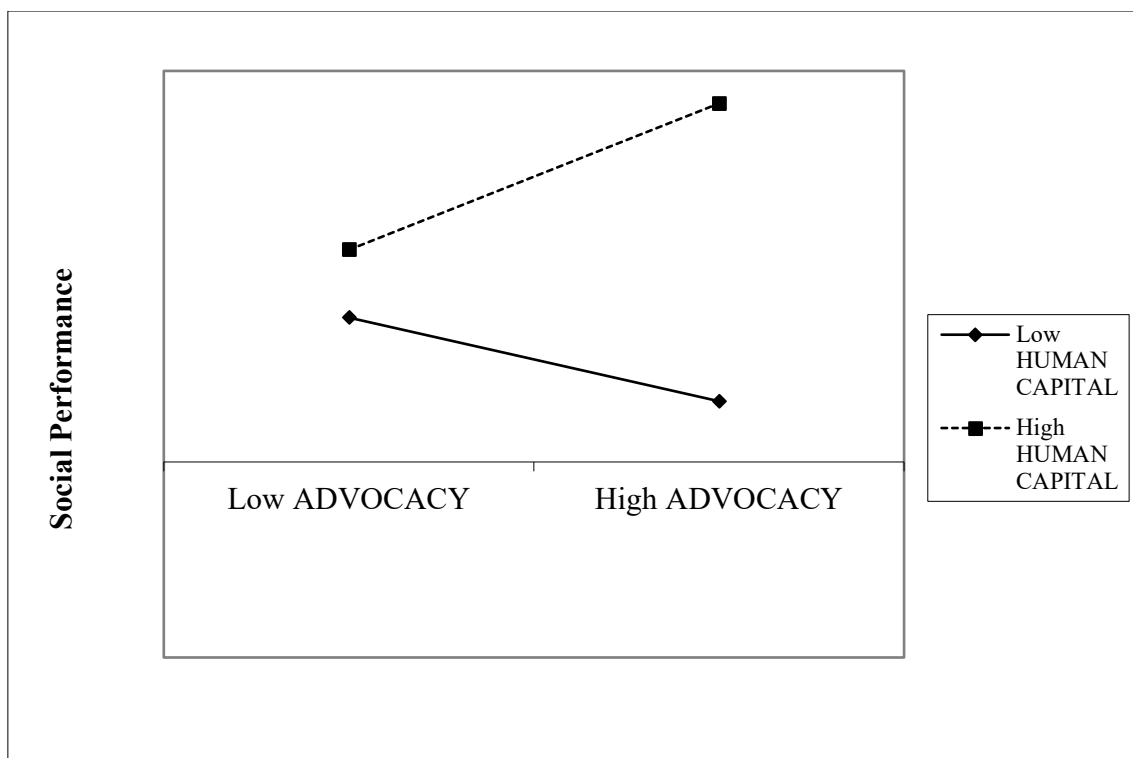 Social Performance
Low ADVOCACY
High ADVOCACY
Low
HUMAN
CAPITAL
High
HUMAN
CAPITAL